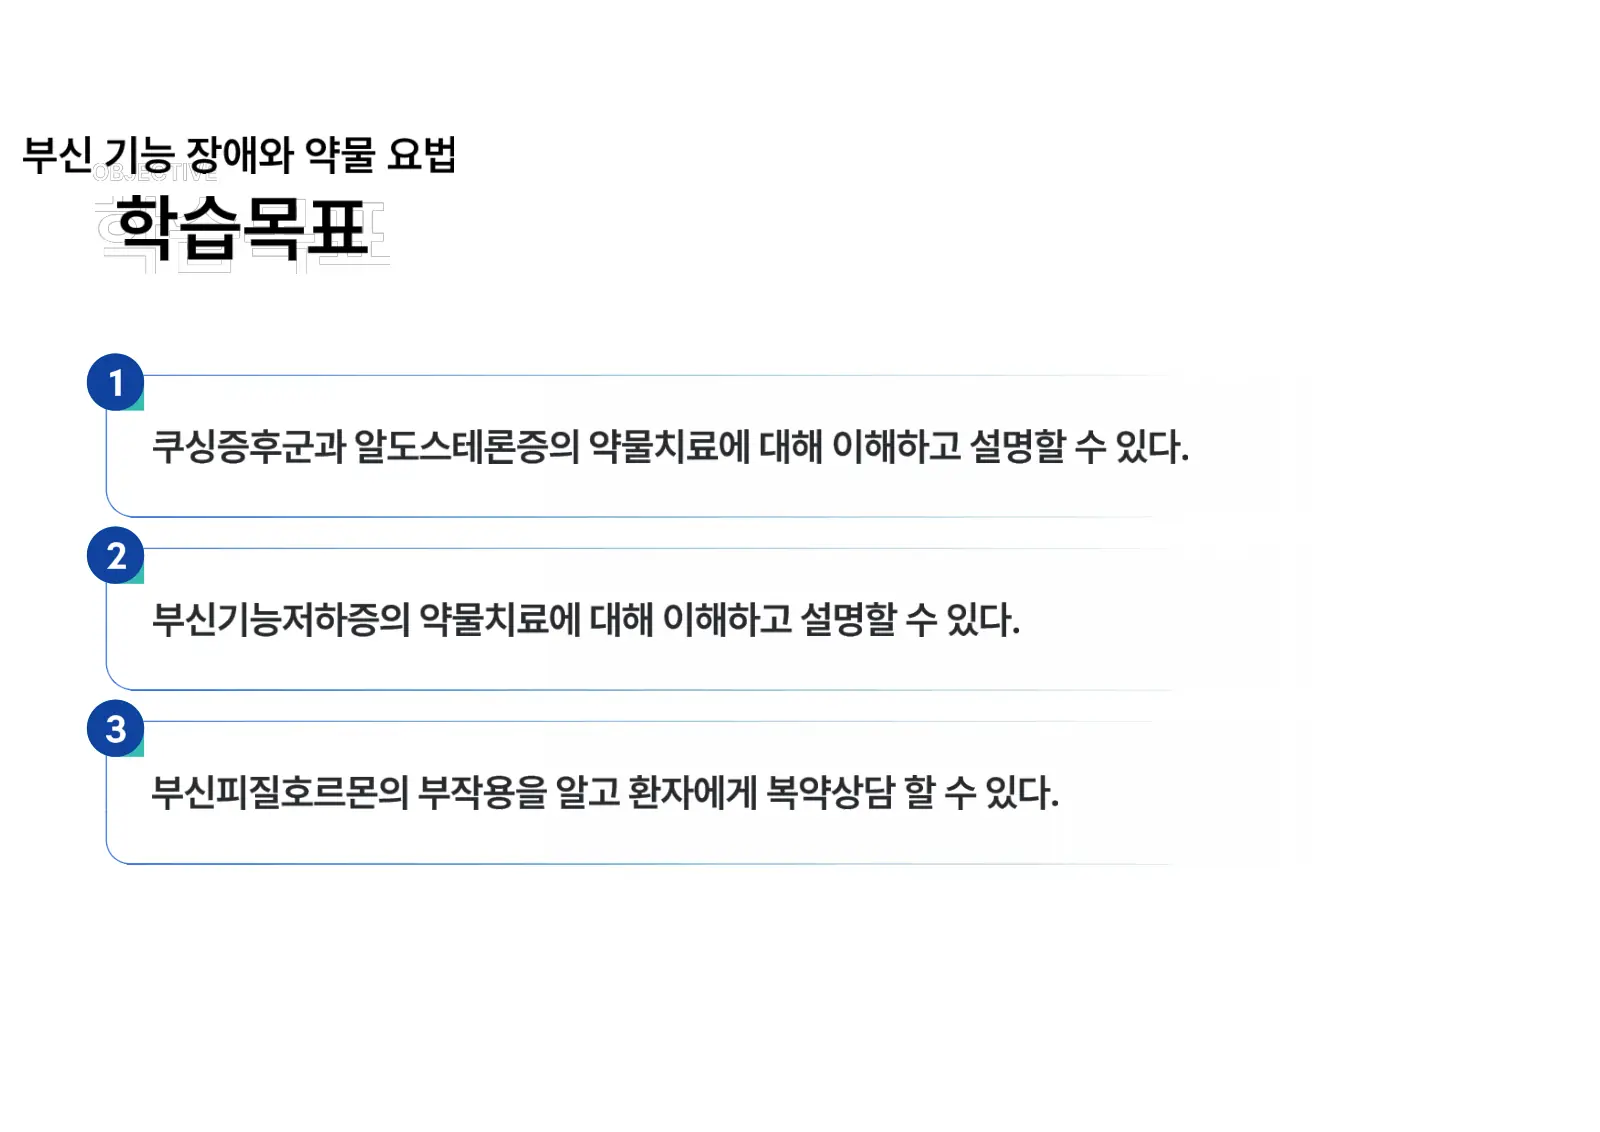 부신 기능 장애와 약물 요법
OBJECTIVE
학습목표
1
쿠싱증후군과 알도스테론증의 약물치료에 대해 이해하고 설명할 수 있다.
2
부신기능저하증의 약물치료에 대해 이해하고 설명할 수 있다.
3
부신피질호르몬의 부작용을 알고 환자에게 복약상담 할 수 있다.